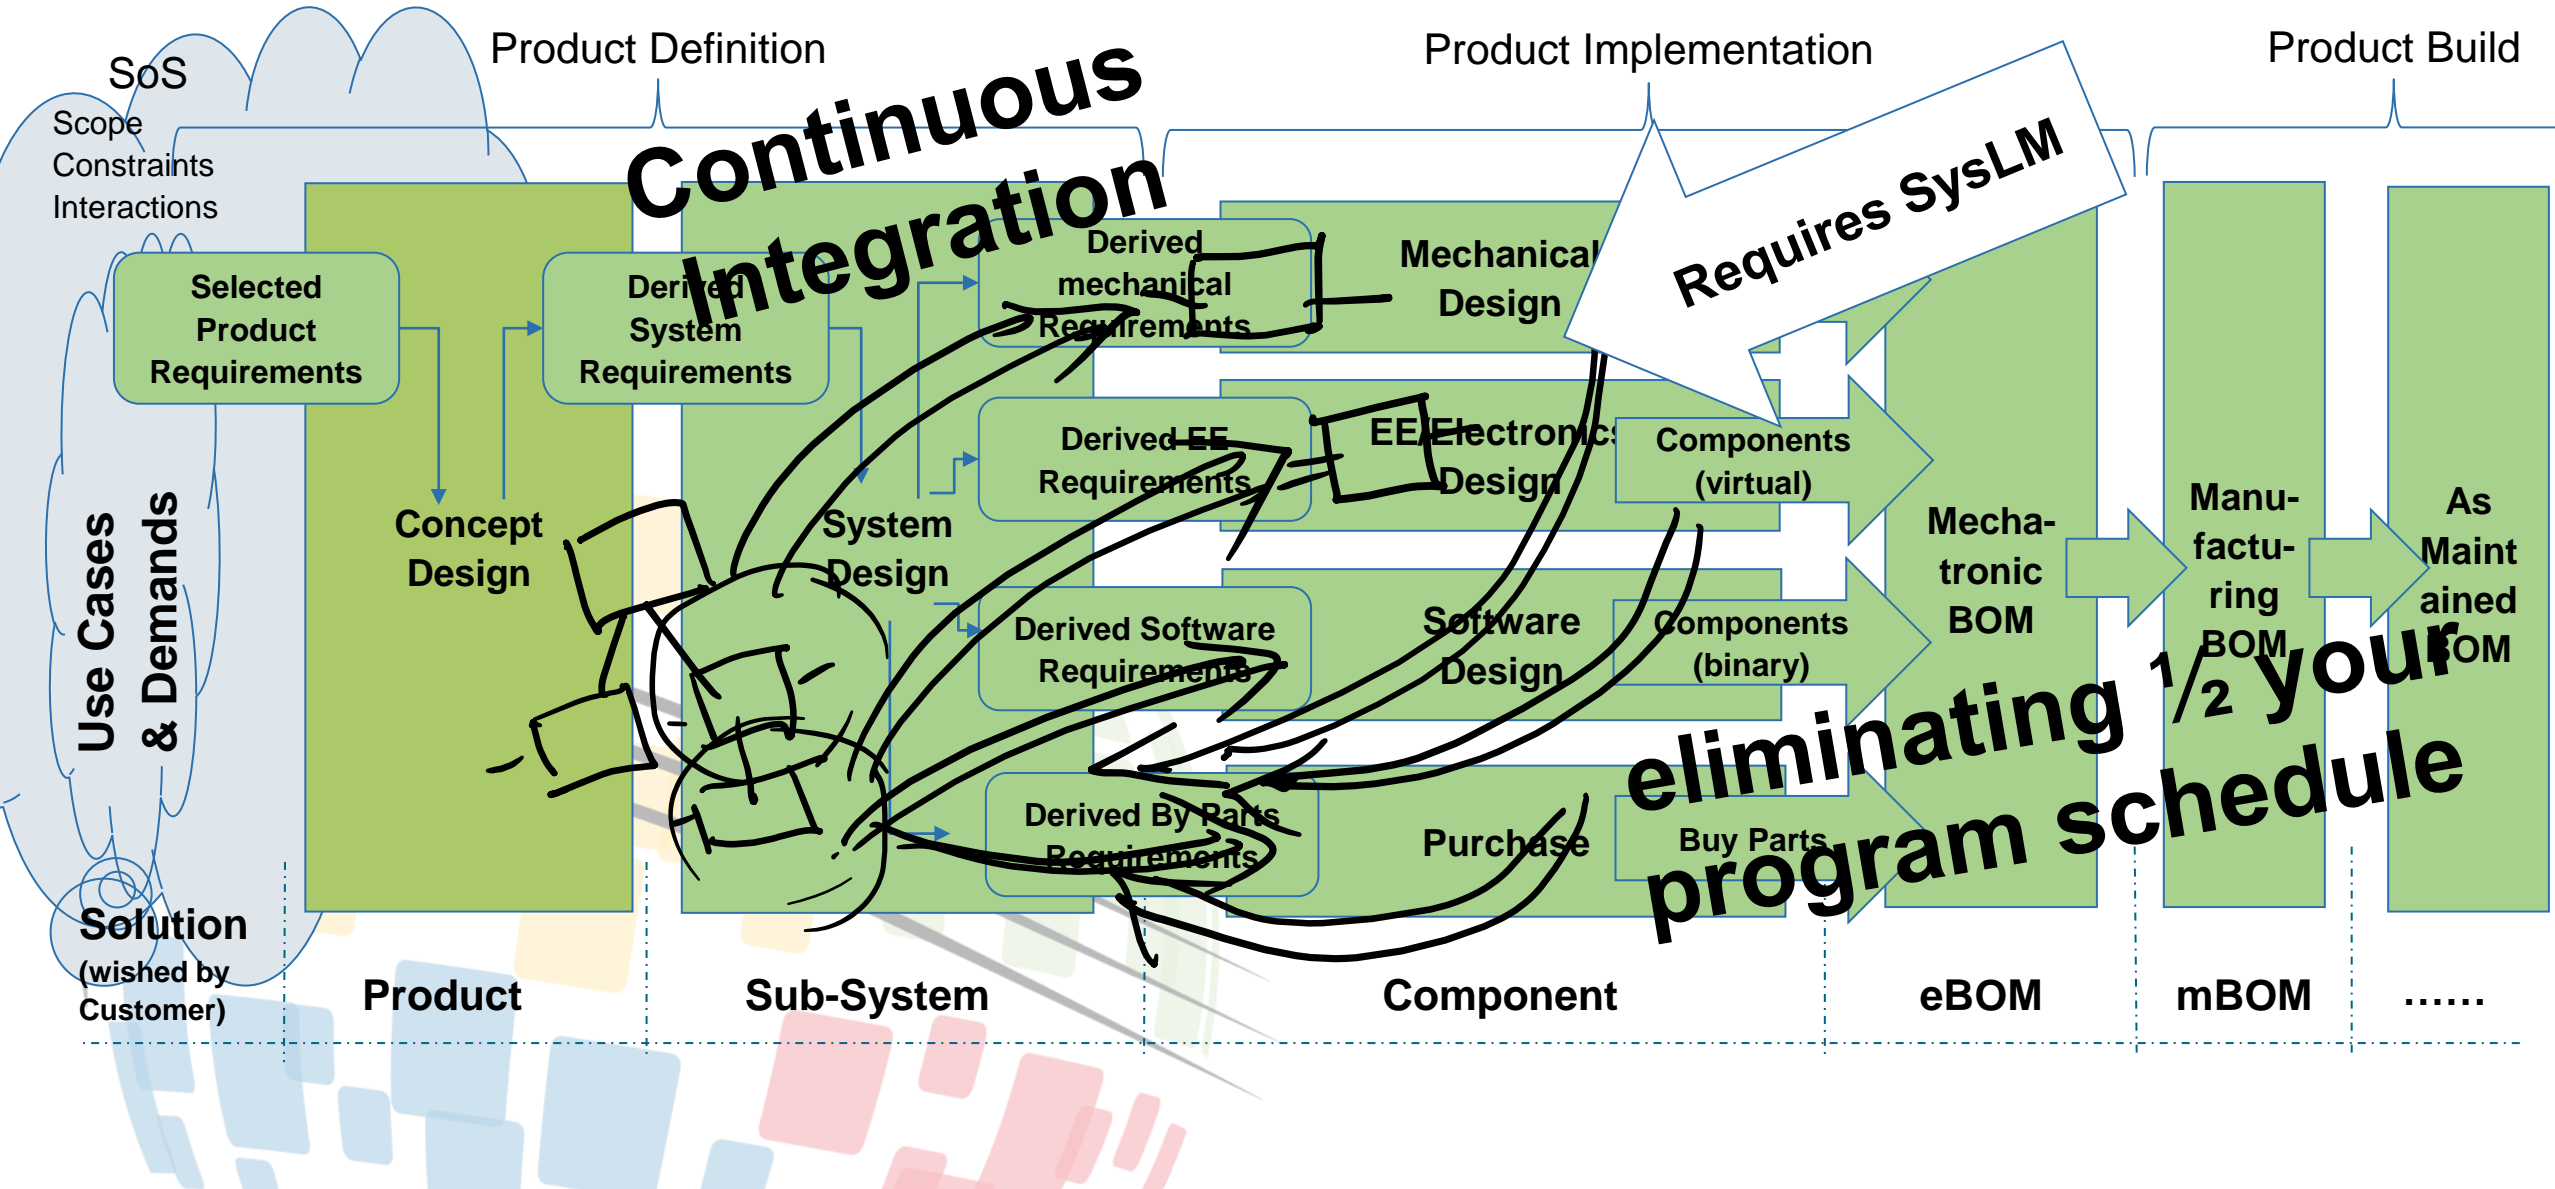 Product Definition
Product Implementation
Product Build
SoS
Scope
Constraints
Interactions
Continuous
Integration
Requires SysLM
Selected
Product
Requirements
Derived
System
Requirements
Derived
mechanical
Requirements
Mechanical
Design
Derived EE
Requirements
EE/Electronics
Design
Components
(virtual)
Concept
Design
System
Design
Derived Software
Requirements
Software
Design
Components
(binary)
Derived By Parts
Requirements
Purchase
Buy Parts
Mecha-
tronic
BOM
Manu-
factu-
ring
BOM
As
Maint
ained
BOM
Use Cases
& Demands
eliminating ½ your
program schedule
Solution
(wished by
Customer)
Product
Sub-System
Component
eBOM
mBOM
......